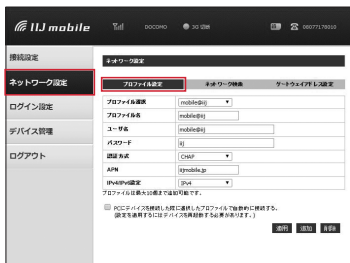 IIJ mobile
DOCOMO
3G 切断
08077178010
接続設定
ネットワーク設定
ログイン設定
デバイス管理
ログアウト
ネットワーク設定
プロファイル設定
ネットワーク検索
ゲートウェイアドレス設定
プロファイル選択 mobile@iij
プロファイル名 mobile@iij
ユーザ名 mobile@iij
パスワード iij
認証方式 CHAP
APN iijmobile.jp
IPv4/IPv6設定 IPv4
プロファイルは最大10個まで追加可能です。
PCにデバイスを接続した際に選択したプロファイルで自動的に接続する。
(設定を適用するにはデバイスを再起動する必要があります。)
適用 追加 削除